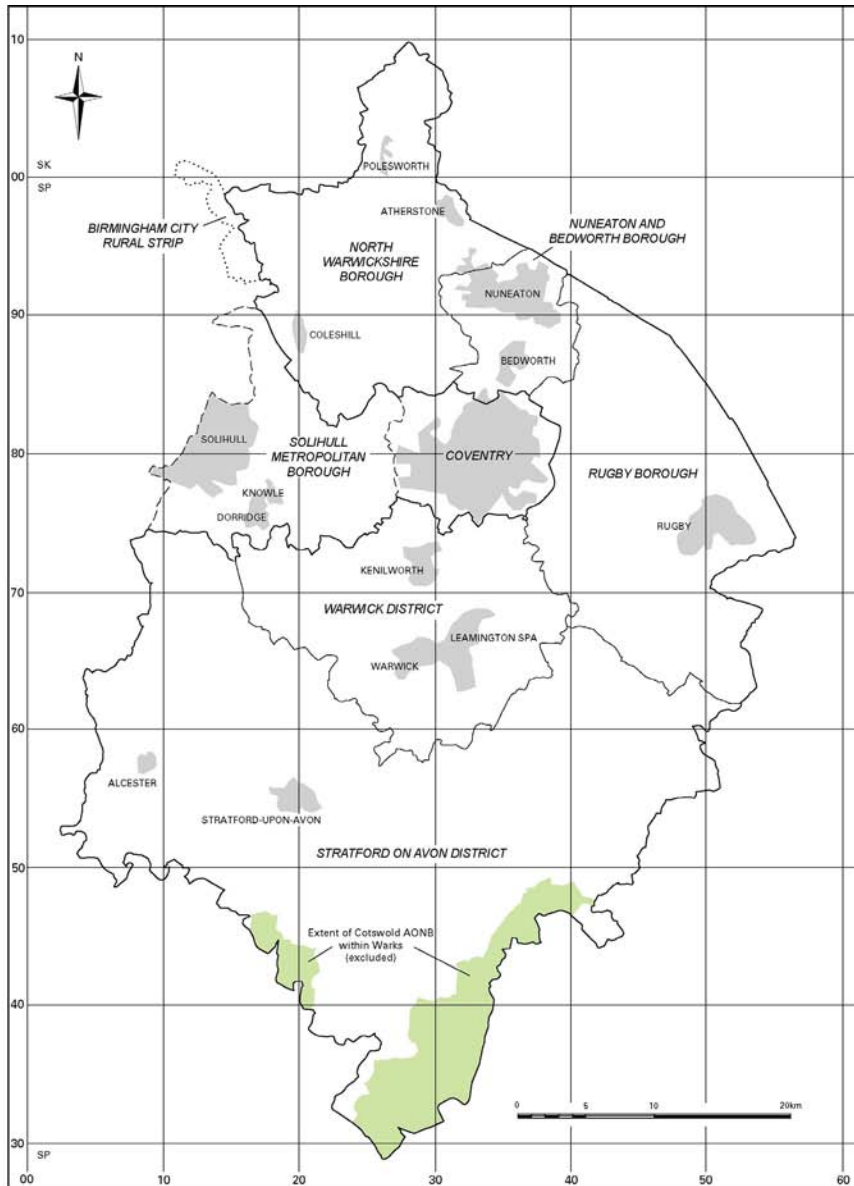 10
N
POLESWORTH
SK
00
SP
ATHERSTONE
BIRMINGHAM CITY
RURAL STRIP
NUNEATON AND
BEDWORTH BOROUGH
NORTH
WARWICKSHIRE
BOROUGH
NUNEATON
90
COLESHILL
BEDWORTH
SOLIHULL
SOLIHULL
METROPOLITAN
BOROUGH
COVENTRY
80
RUGBY BOROUGH
KNOWLE
DORRIDGE
RUGBY
KENILWORTH
70
WARWICK DISTRICT
LEAMINGTON SPA
WARWICK
60
ALCESTER
STRATFORD-UPON-AVON
STRATFORD ON AVON DISTRICT
50
Extent of Cotswold AONB
within Warks
(excluded)
40
0 5 10 20km
30
SP
00 10 20 30 40 50 60